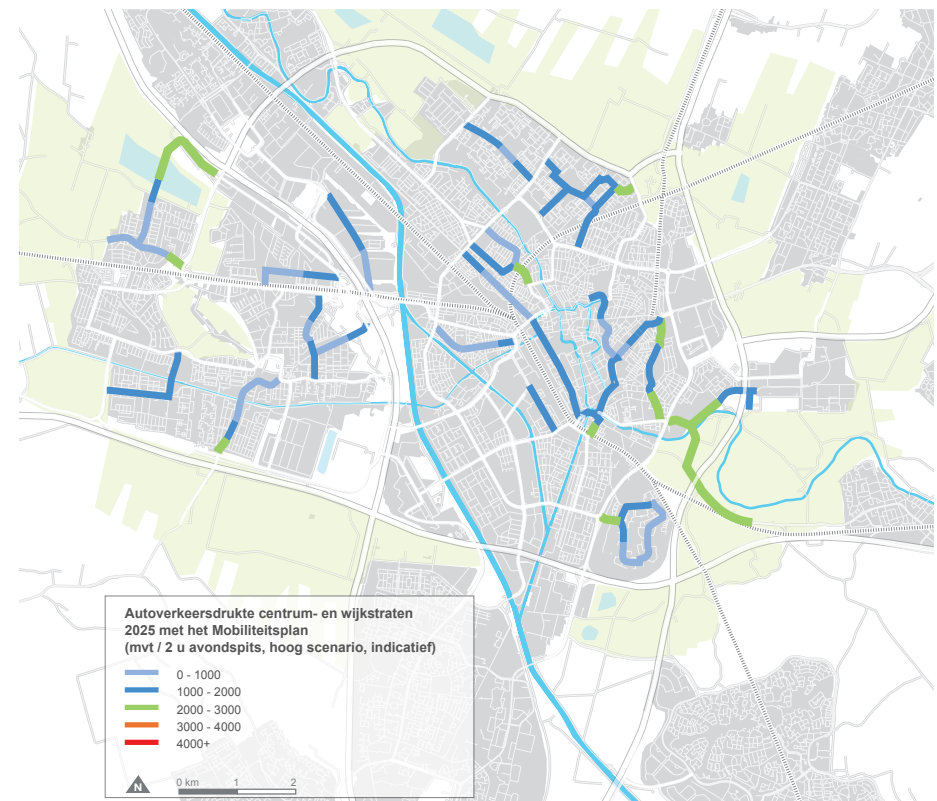 Autoverkeersdrukte centrum- en wijkstraten
2025 met het Mobiliteitsplan
(mvt / 2 u avondspits, hoog scenario, indicatief)
0 - 1000
1000 - 2000
2000 - 3000
3000 - 4000
4000+
N
0 km 1 2